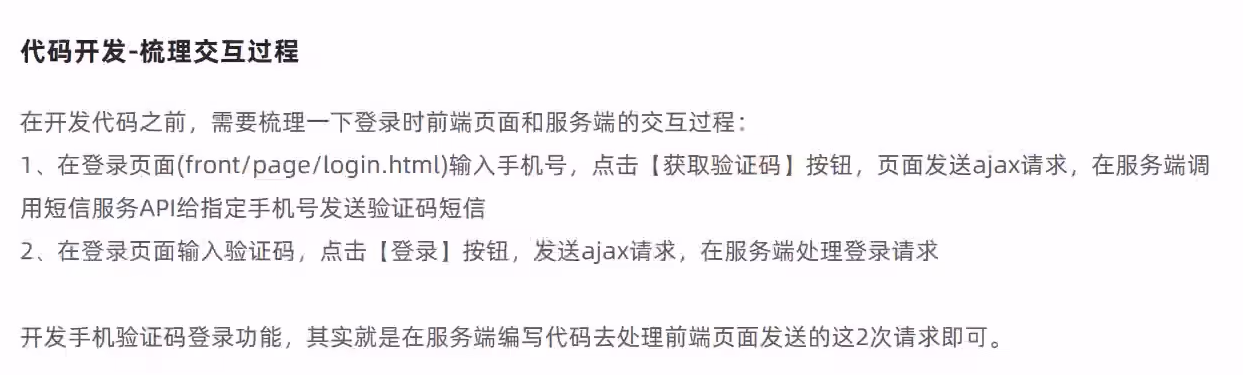 代码开发-梳理交互过程
在开发代码之前，需要梳理一下登录时前端页面和服务端的交互过程：
1、在登录页面(front/page/login.html)输入手机号，点击【获取验证码】按钮，页面发送ajax请求，在服务端调
用短信服务API给指定手机号发送验证码短信
2、在登录页面输入验证码，点击【登录】按钮，发送ajax请求，在服务端处理登录请求
开发手机验证码登录功能，其实就是在服务端编写代码去处理前端页面发送的这2次请求即可。